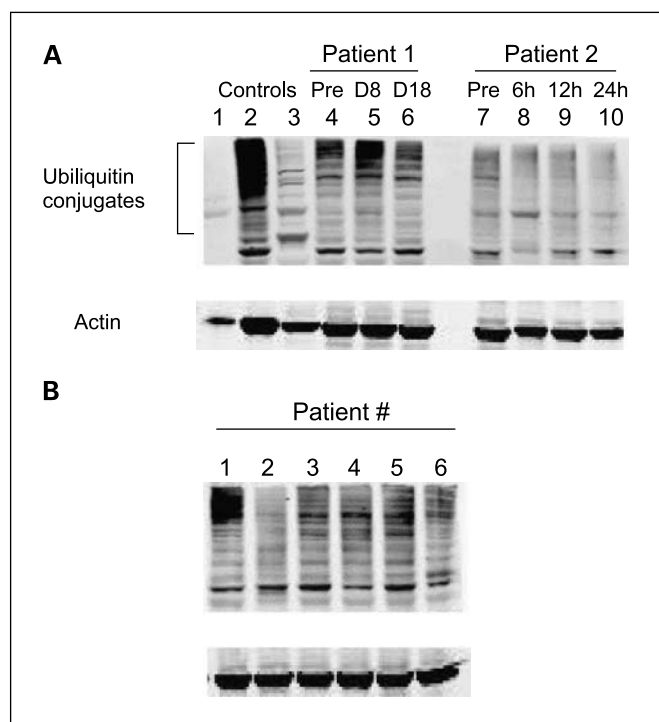 A
Patient 1
Patient 2
Controls
Pre D8 D18
Pre 6h 12h 24h
1 2 3 4 5 6 7 8 9 10
Ubiliquitin
conjugates
Actin
B
Patient #
1 2 3 4 5 6